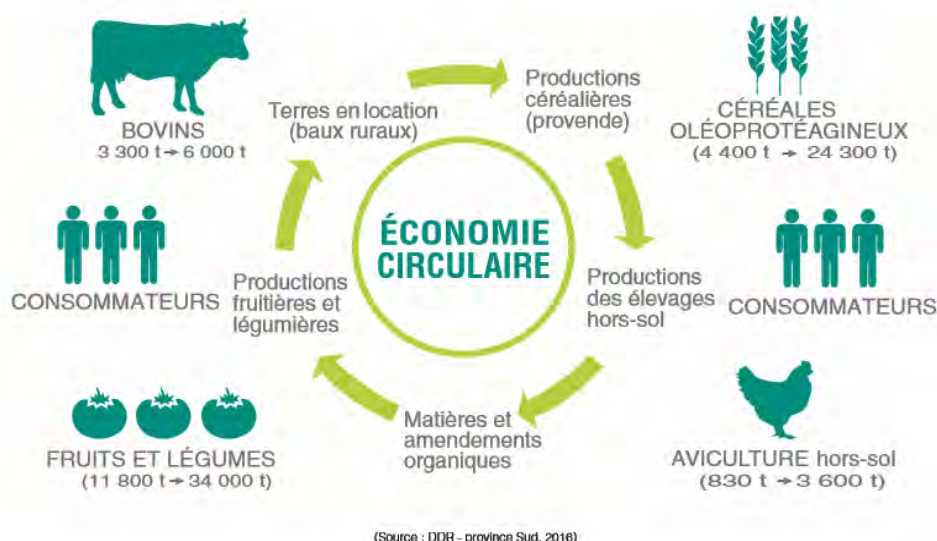 BOVINS
3 300 t → 6 000 t
Terres en location
(baux ruraux)
Productions
céréalières
(provende)
CÉRÉALES
OLÉOPROTÉAGINEUX
(4 400 t → 24 300 t)
CONSOMMATEURS
Productions
fruitières et
légumières
ÉCONOMIE
CIRCULAIRE
Productions
des élevages
hors-sol
CONSOMMATEURS
FRUITS ET LÉGUMES
(11 800 t → 34 000 t)
Matières et
amendements
organiques
AVICULTURE hors-sol
(830 t → 3 600 t)
(Source : DDR - province Sud, 2016)